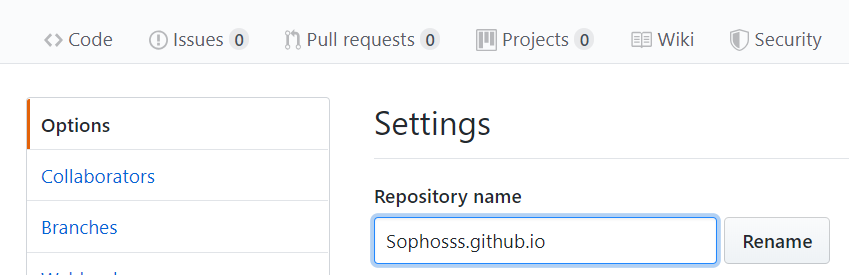 Code Issues 0 Pull requests 0 Projects 0 Wiki Security
Options
Collaborators
Branches
Settings
Repository name
Sophosss.github.io Rename